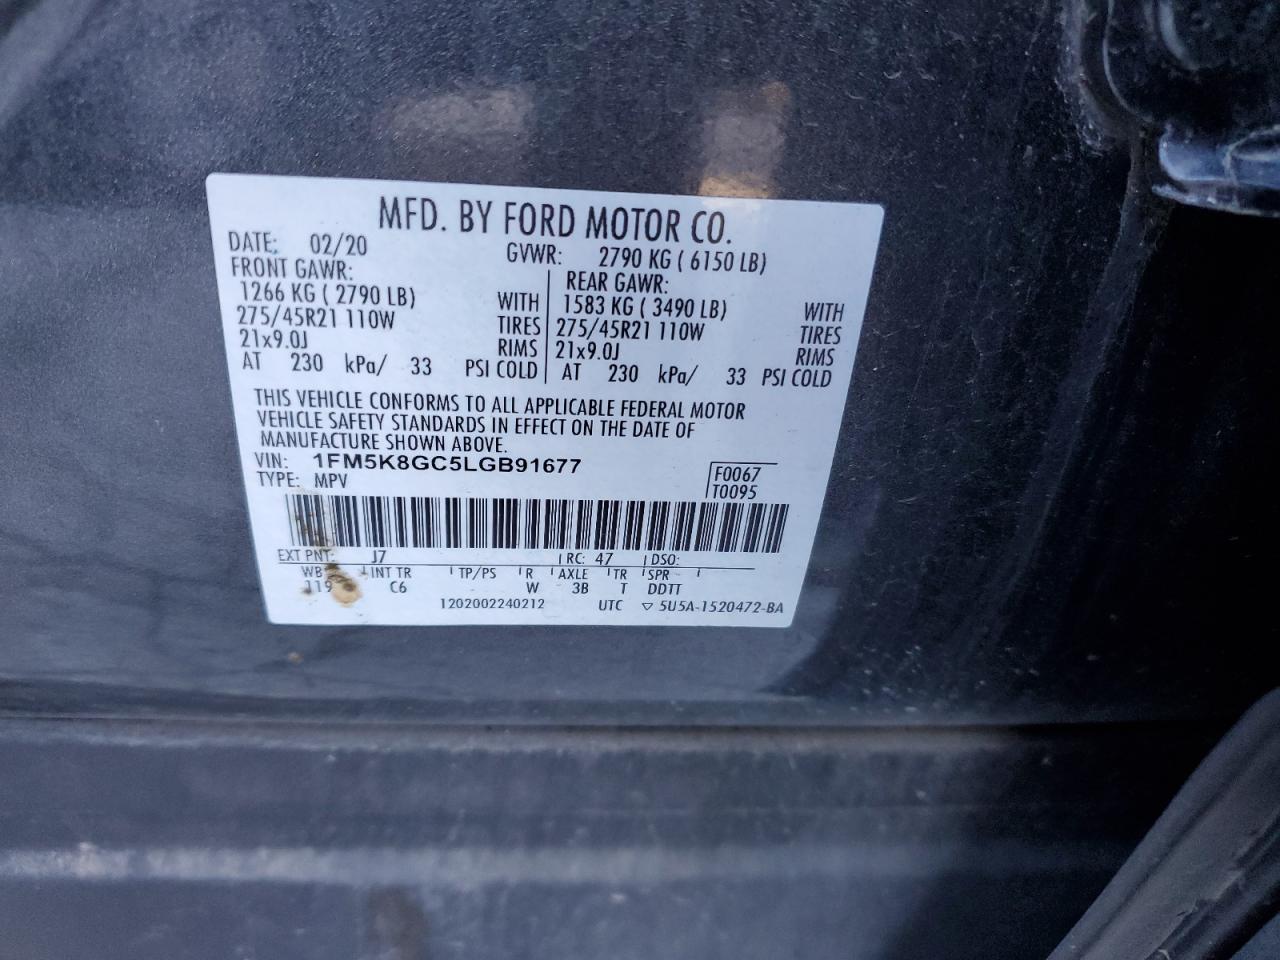 MFD. BY FORD MOTOR CO.
DATE: 02/20 GVWR: 2790 KG ( 6150 LB)
FRONT GAWR: REAR GAWR:
1266 KG ( 2790 LB) WITH 1583 KG ( 3490 LB) WITH
275/45R21 110W TIRES 275/45R21 110W TIRES
21x9.0J RIMS 21x9.0J RIMS
AT 230 kPa/ 33 PSI COLD AT 230 kPa/ 33 PSI COLD
THIS VEHICLE CONFORMS TO ALL APPLICABLE FEDERAL MOTOR
VEHICLE SAFETY STANDARDS IN EFFECT ON THE DATE OF
MANUFACTURE SHOWN ABOVE.
VIN: 1FM5K8GC5LGB91677 F0067
TYPE: MPV T0095
EXT PNT: J7 RC: 47 DSO:
WB INT TR TP/PS R AXLE TR SPR
119 C6 W 3B T DDTT
1202002240212 UTC ▽ 5U5A-1520472-BA